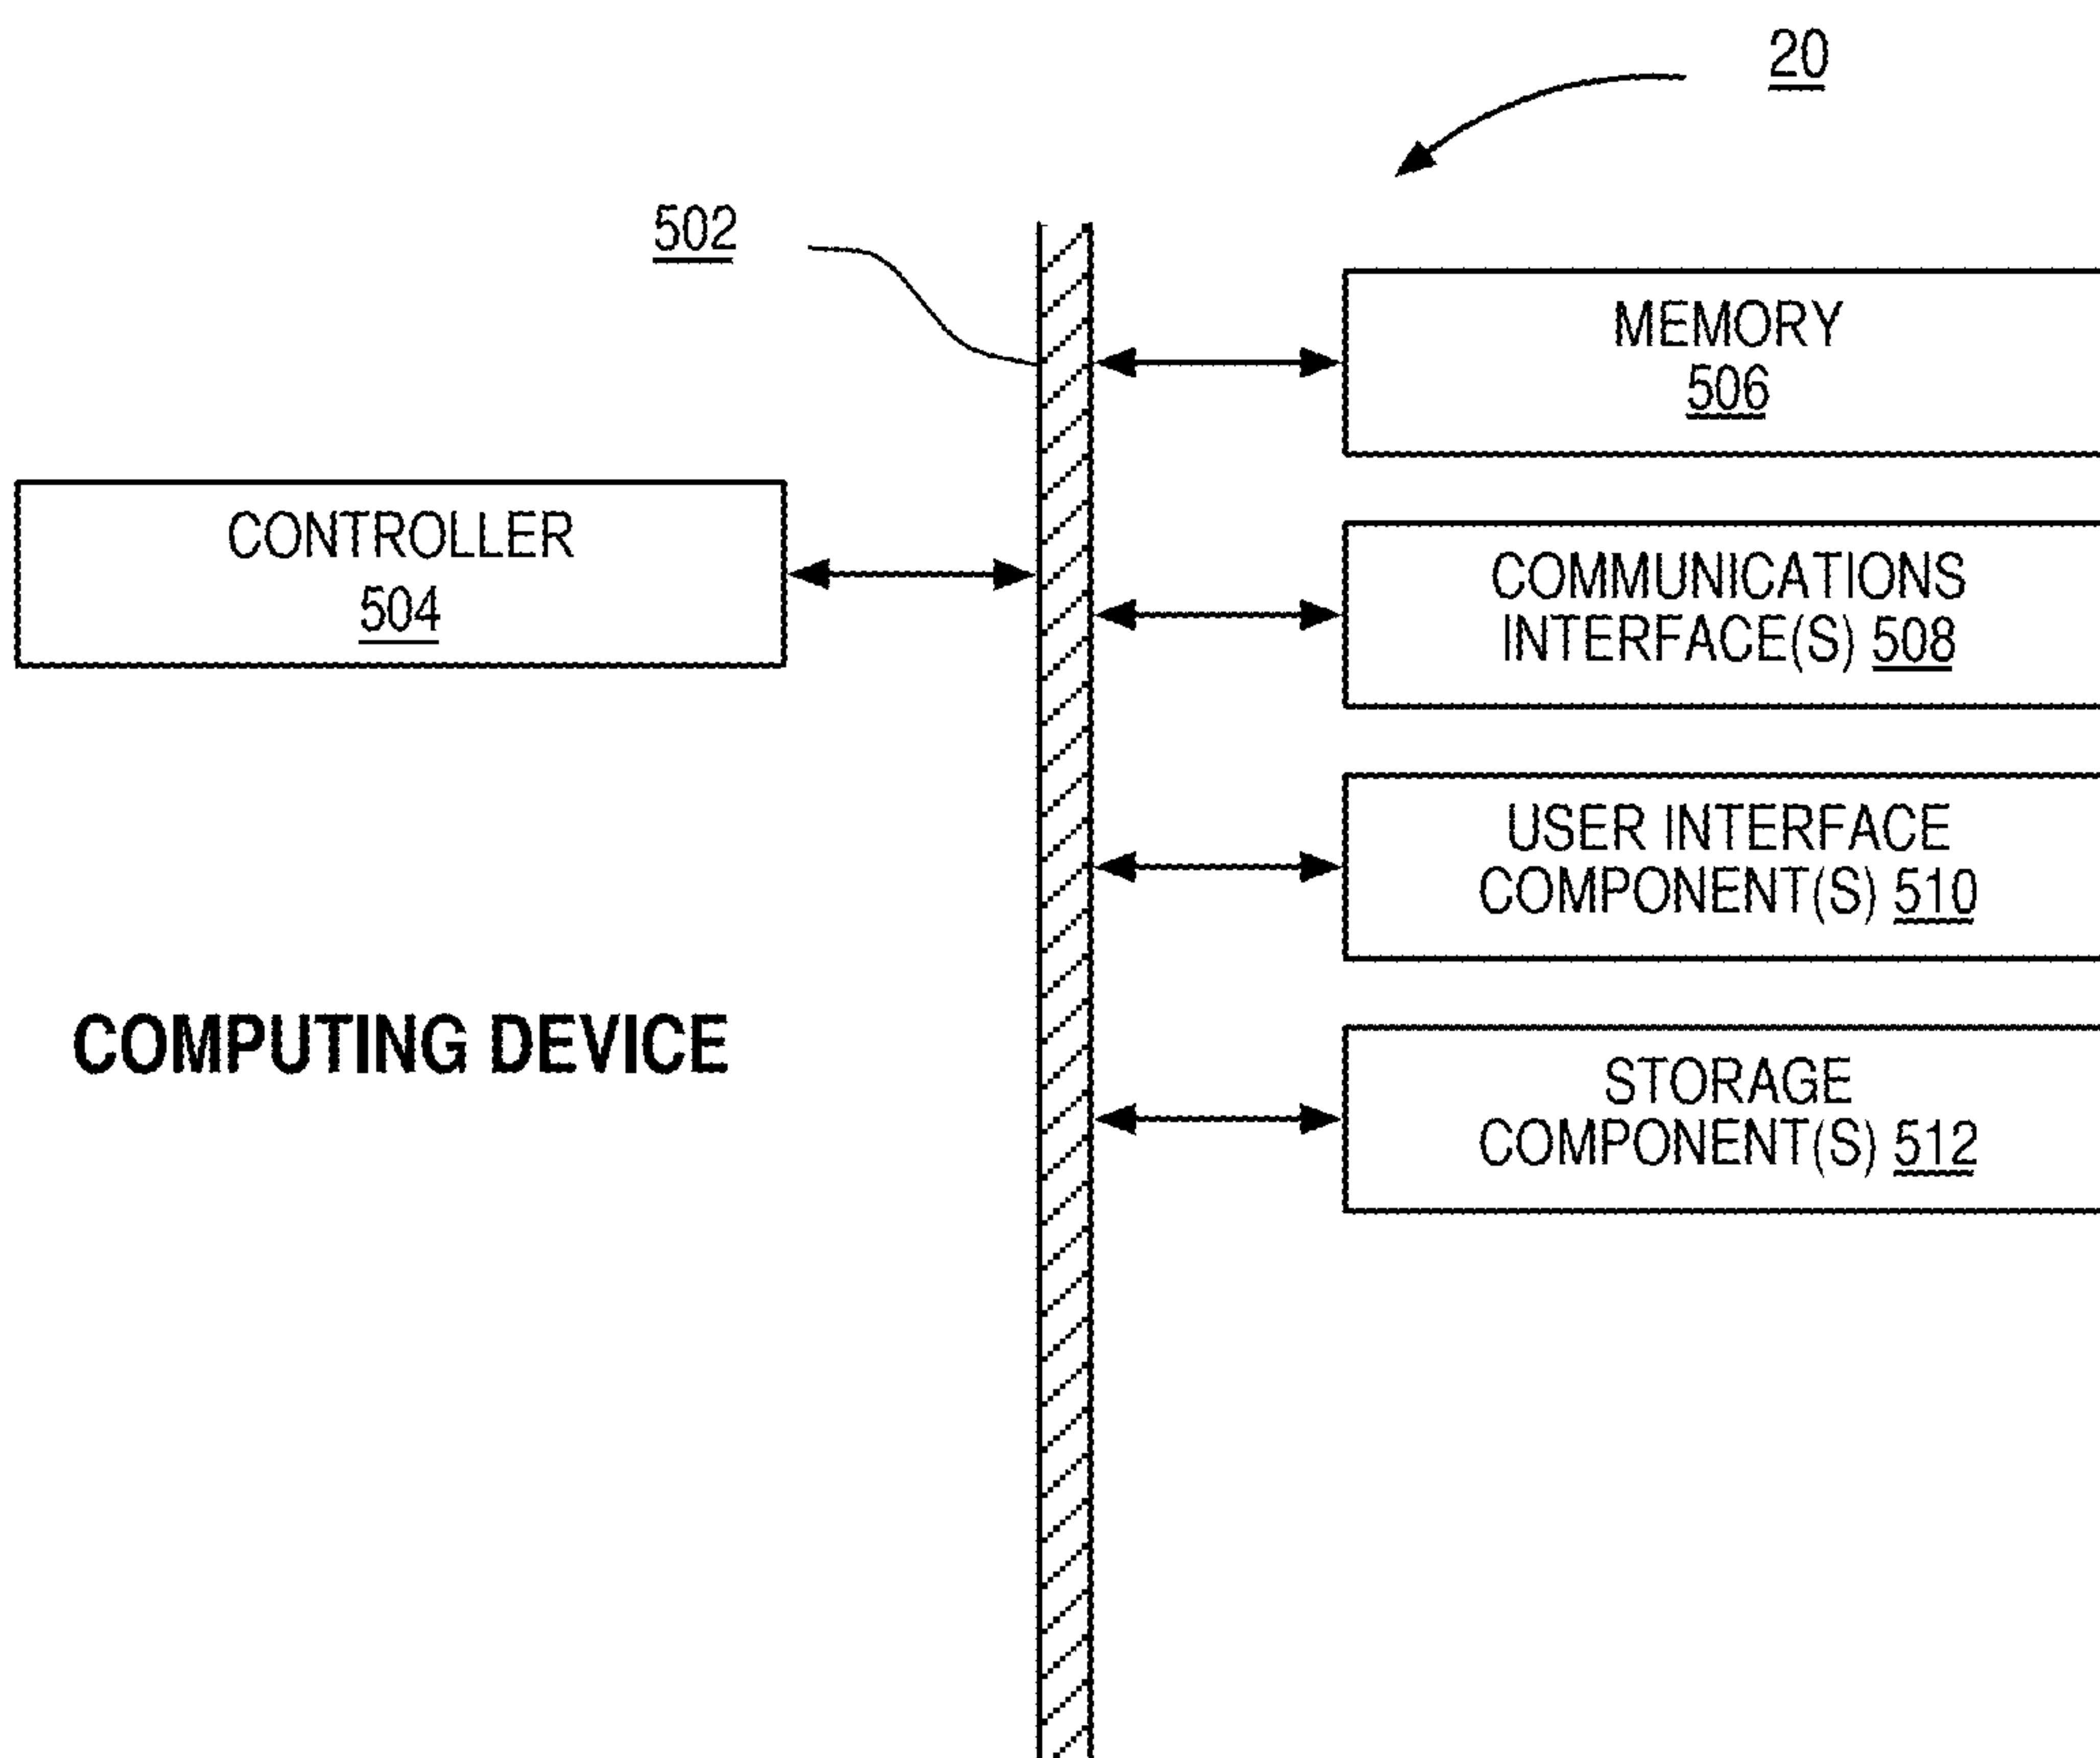 20
502
MEMORY
506
CONTROLLER
504
COMMUNICATIONS
INTERFACE(S) 508
USER INTERFACE
COMPONENT(S) 510
COMPUTING DEVICE
STORAGE
COMPONENT(S) 512